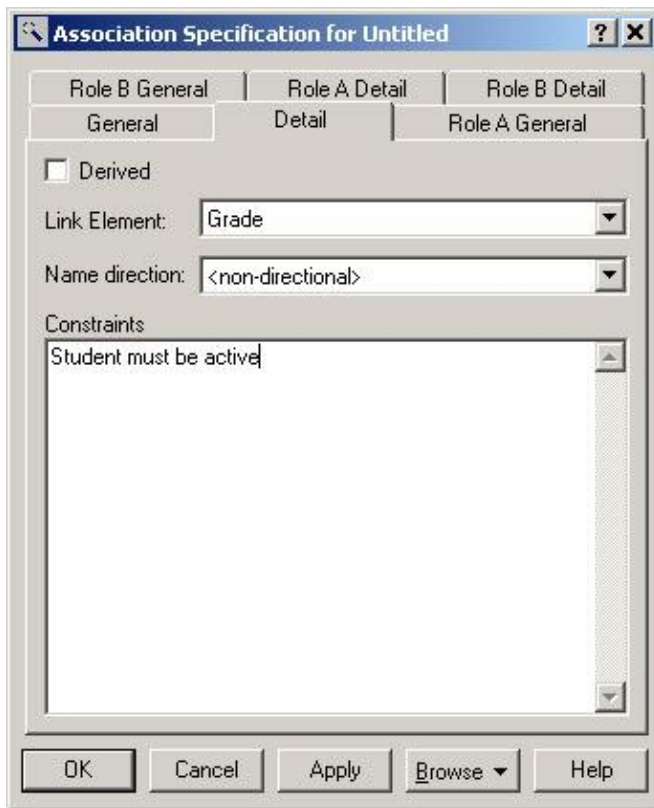 Association Specification for Untitled
Role B General Role A Detail Role B Detail
General Detail Role A General
Derived
Link Element: Grade
Name direction: <non-directional>
Constraints
Student must be active
OK Cancel Apply Browse Help